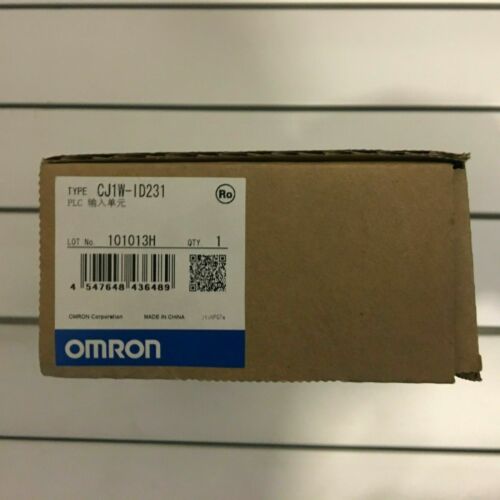 TYPE CJ1W-ID231
Ro
PLC 输入单元
LOT No. 101013H QTY 1
4 547648 436489
OMRON Corporation MADE IN CHINA
OMRON